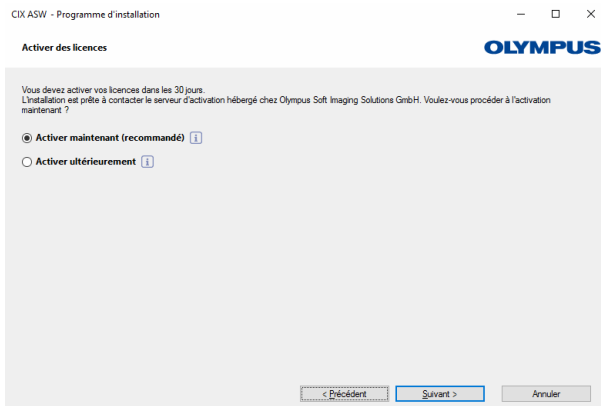 CIX ASW - Programme d'installation
Activer des licences
OLYMPUS
Vous devez activer vos licences dans les 30 jours.
L'installation est prête à contacter le serveur d'activation hébergé chez Olympus Soft Imaging Solutions GmbH. Voulez-vous procéder à l'activation
maintenant ?
Activer maintenant (recommandé)
Activer ultérieurement
< Précédent
Suivant >
Annuler